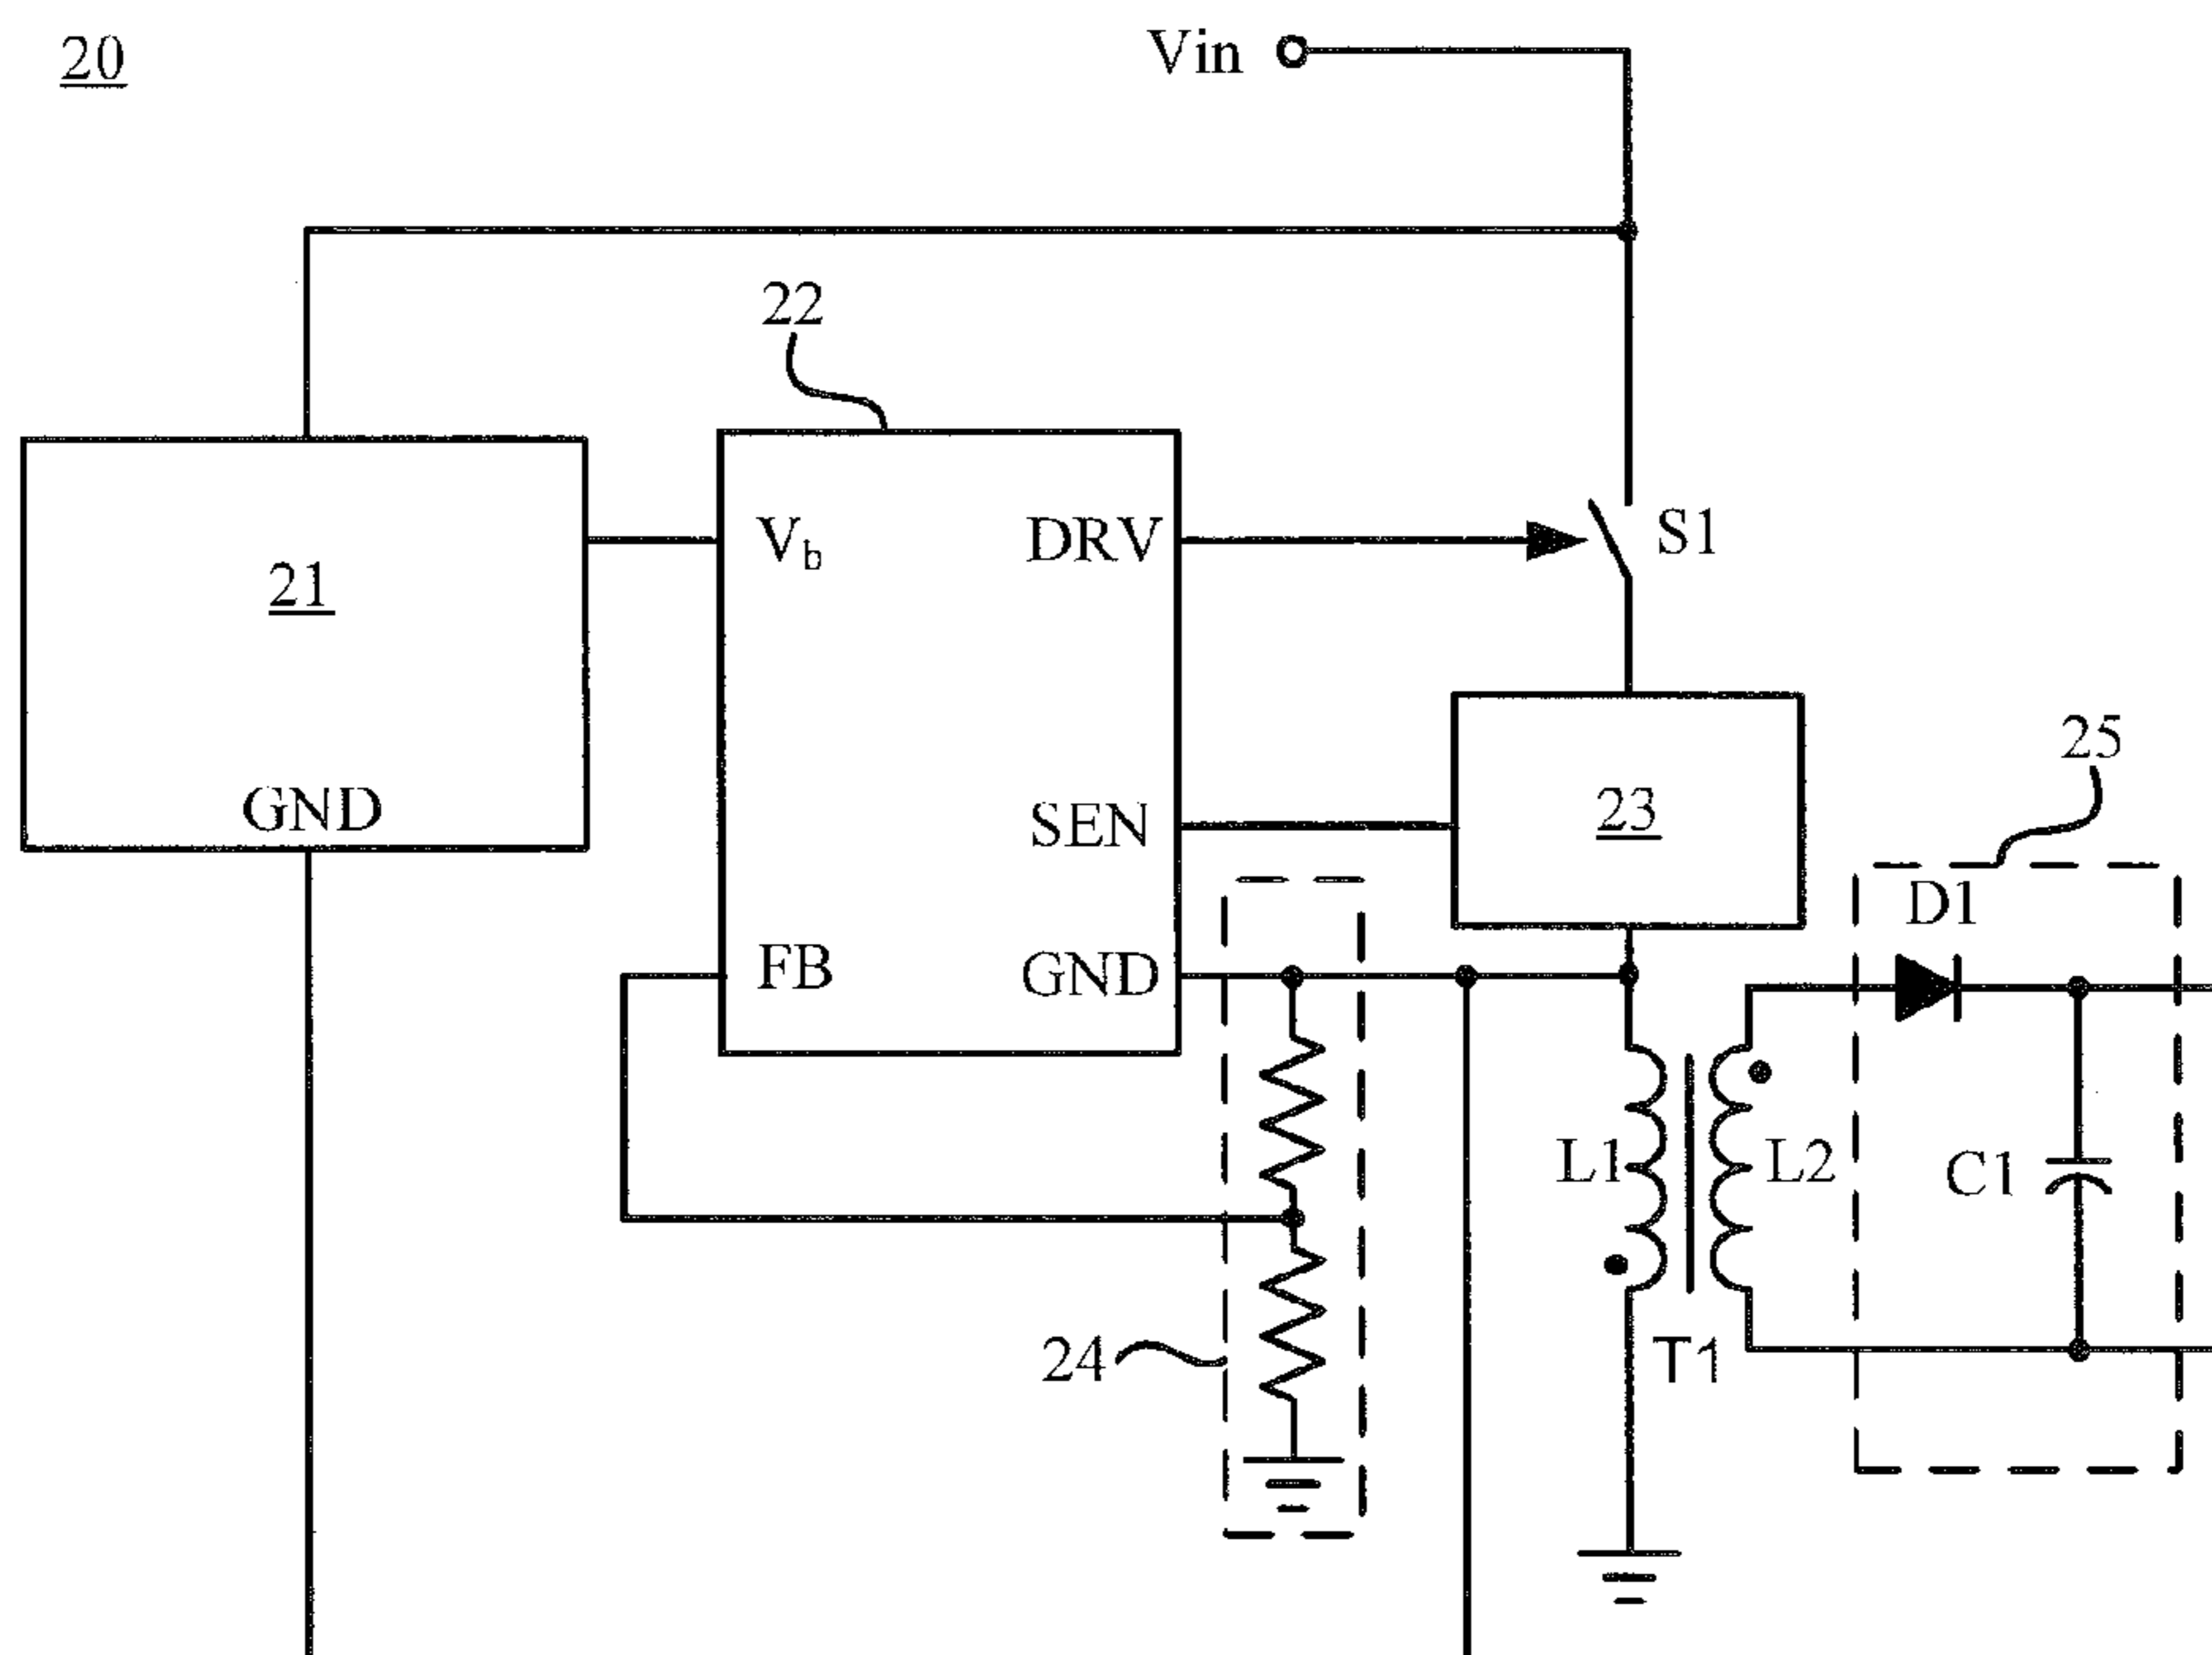 20
Vin
22
V_b
DRV
S1
21
25
GND
SEN
23
D1
FB
GND
L1
L2
C1
24
T1